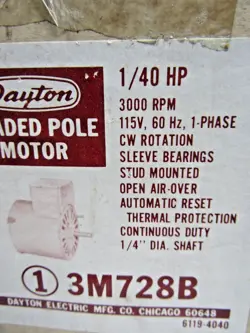 Dayton
ADED POLE
MOTOR
1/40 HP
3000 RPM
115V, 60 Hz, 1-PHASE
CW ROTATION
SLEEVE BEARINGS
STUD MOUNTED
OPEN AIR-OVER
AUTOMATIC RESET
THERMAL PROTECTION
CONTINUOUS DUTY
1/4" DIA. SHAFT
1 3M728B
DAYTON ELECTRIC MFG. CO. CHICAGO 60648
6119-4040